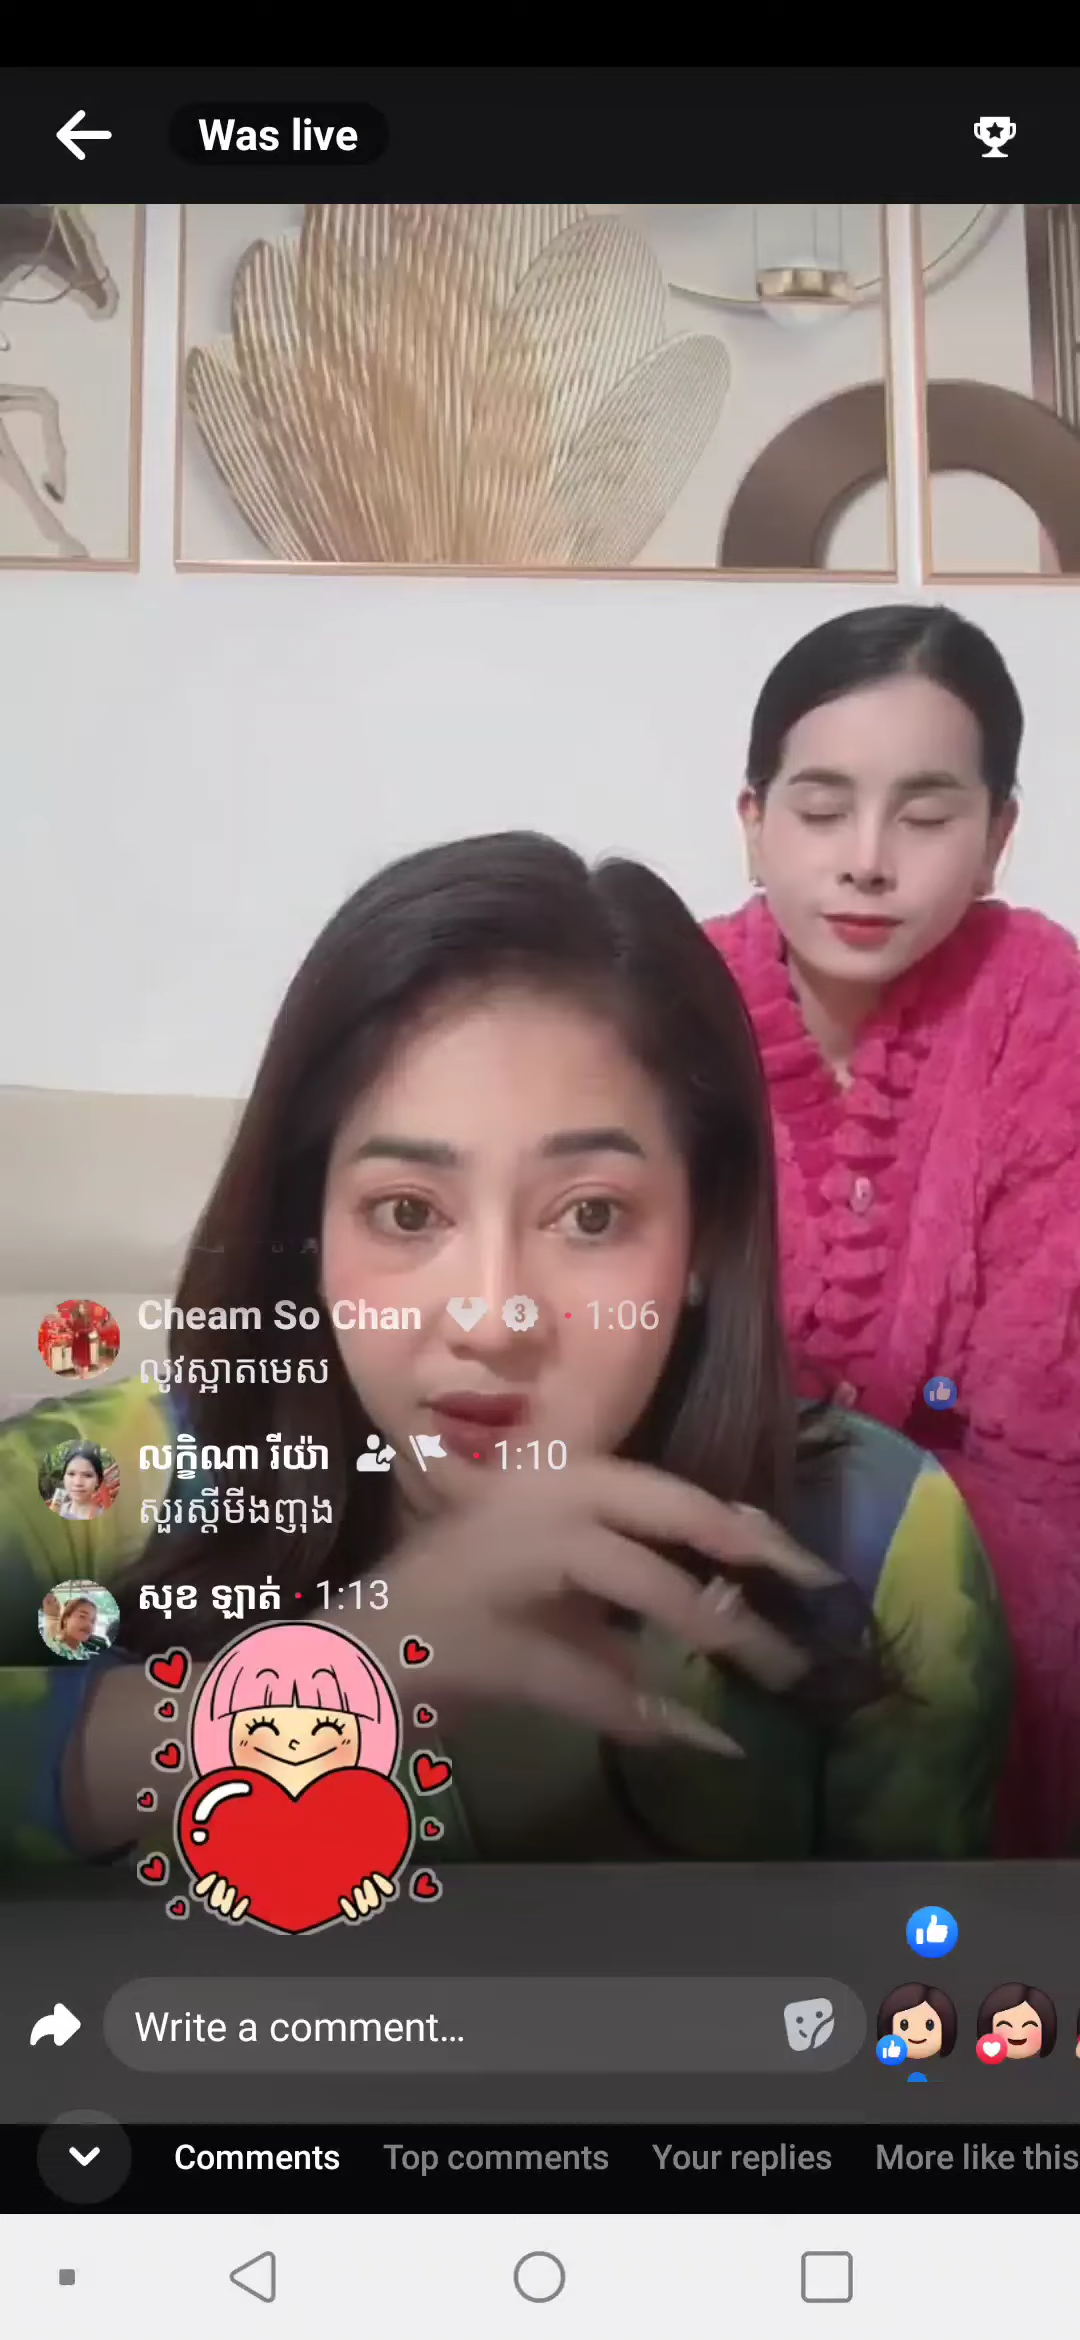 Was live
Cheam So Chan 3 • 1:06
លូវស្អាតមេស
លក្ខិណា រីយ៉ា • 1:10
សួរស្ដីមីងញុង
សុខ ឡាត់ • 1:13
Write a comment...
Comments Top comments Your replies More like this